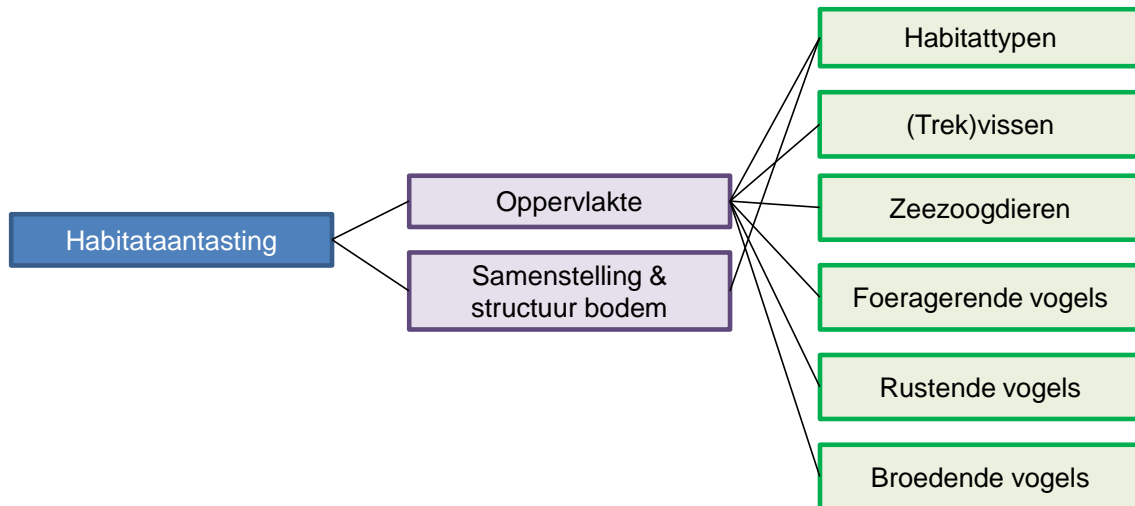 Habitataantasting
Oppervlakte
Samenstelling &
structuur bodem
Habitattypen
(Trek)vissen
Zeezoogdieren
Foeragerende vogels
Rustende vogels
Broedende vogels